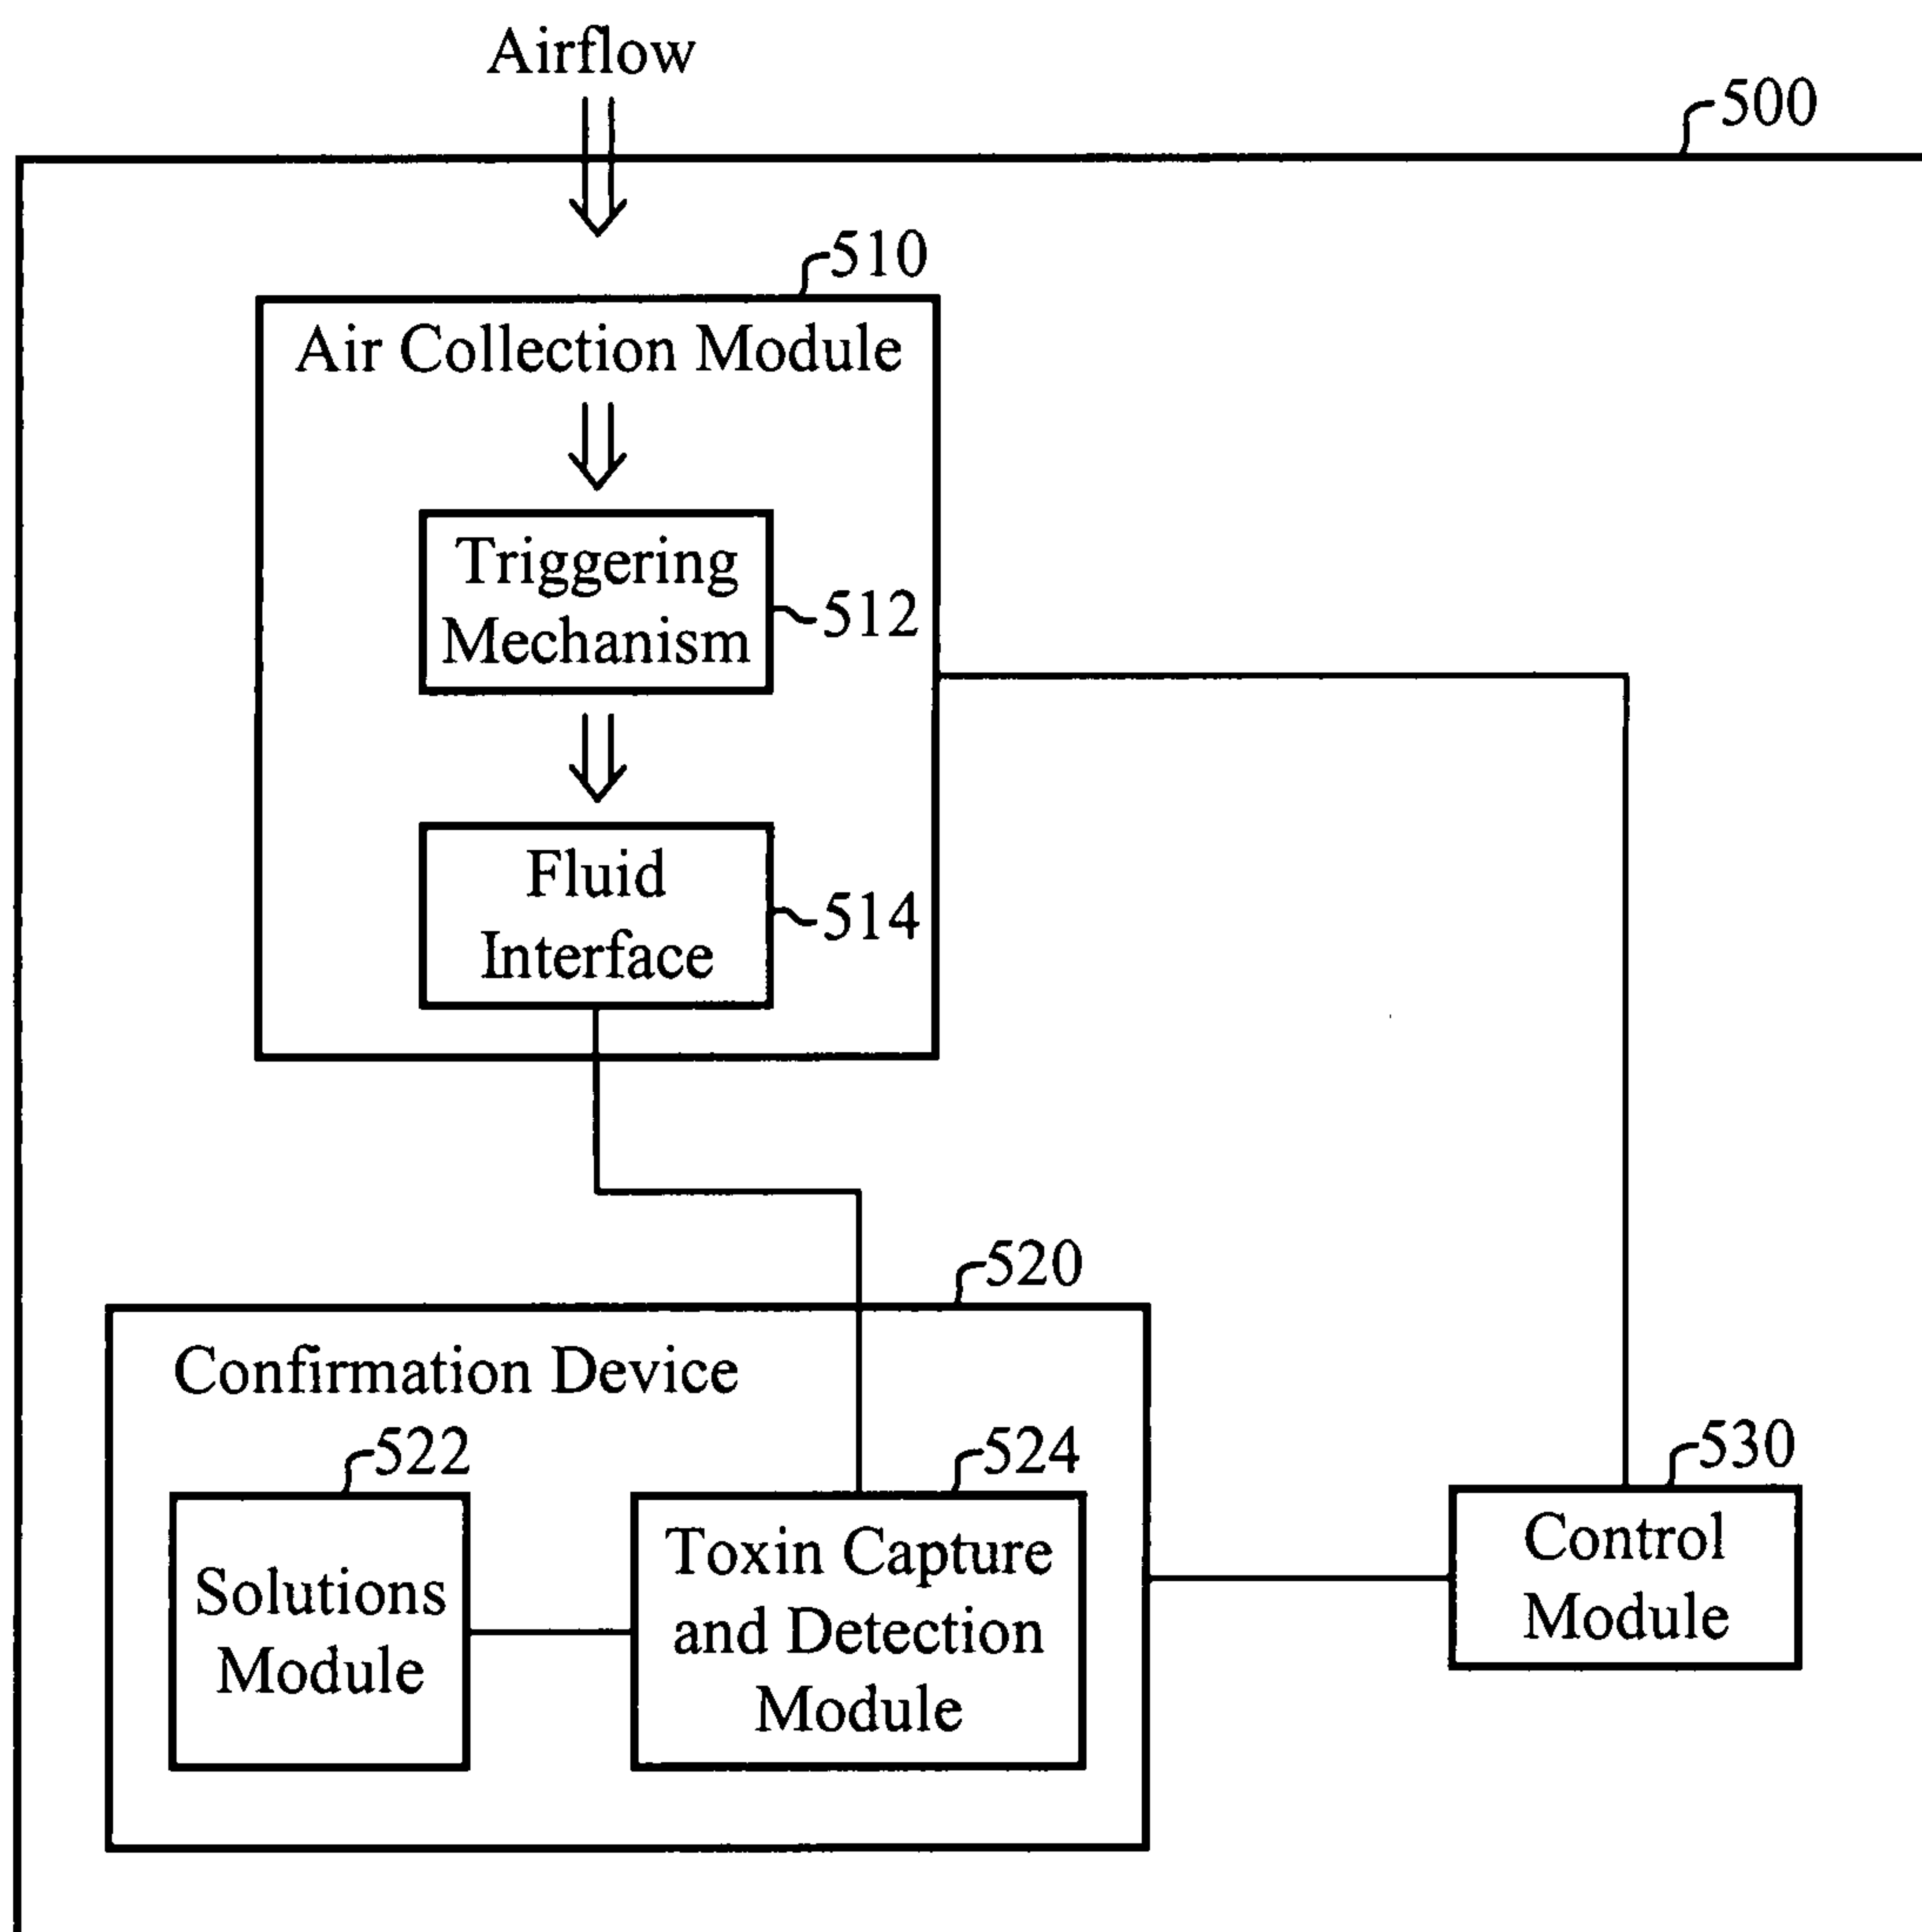 Airflow
500
510
Air Collection Module
Triggering
Mechanism
512
Fluid
Interface
514
520
Confirmation Device
522
524
530
Solutions
Module
Toxin Capture
and Detection
Module
Control
Module